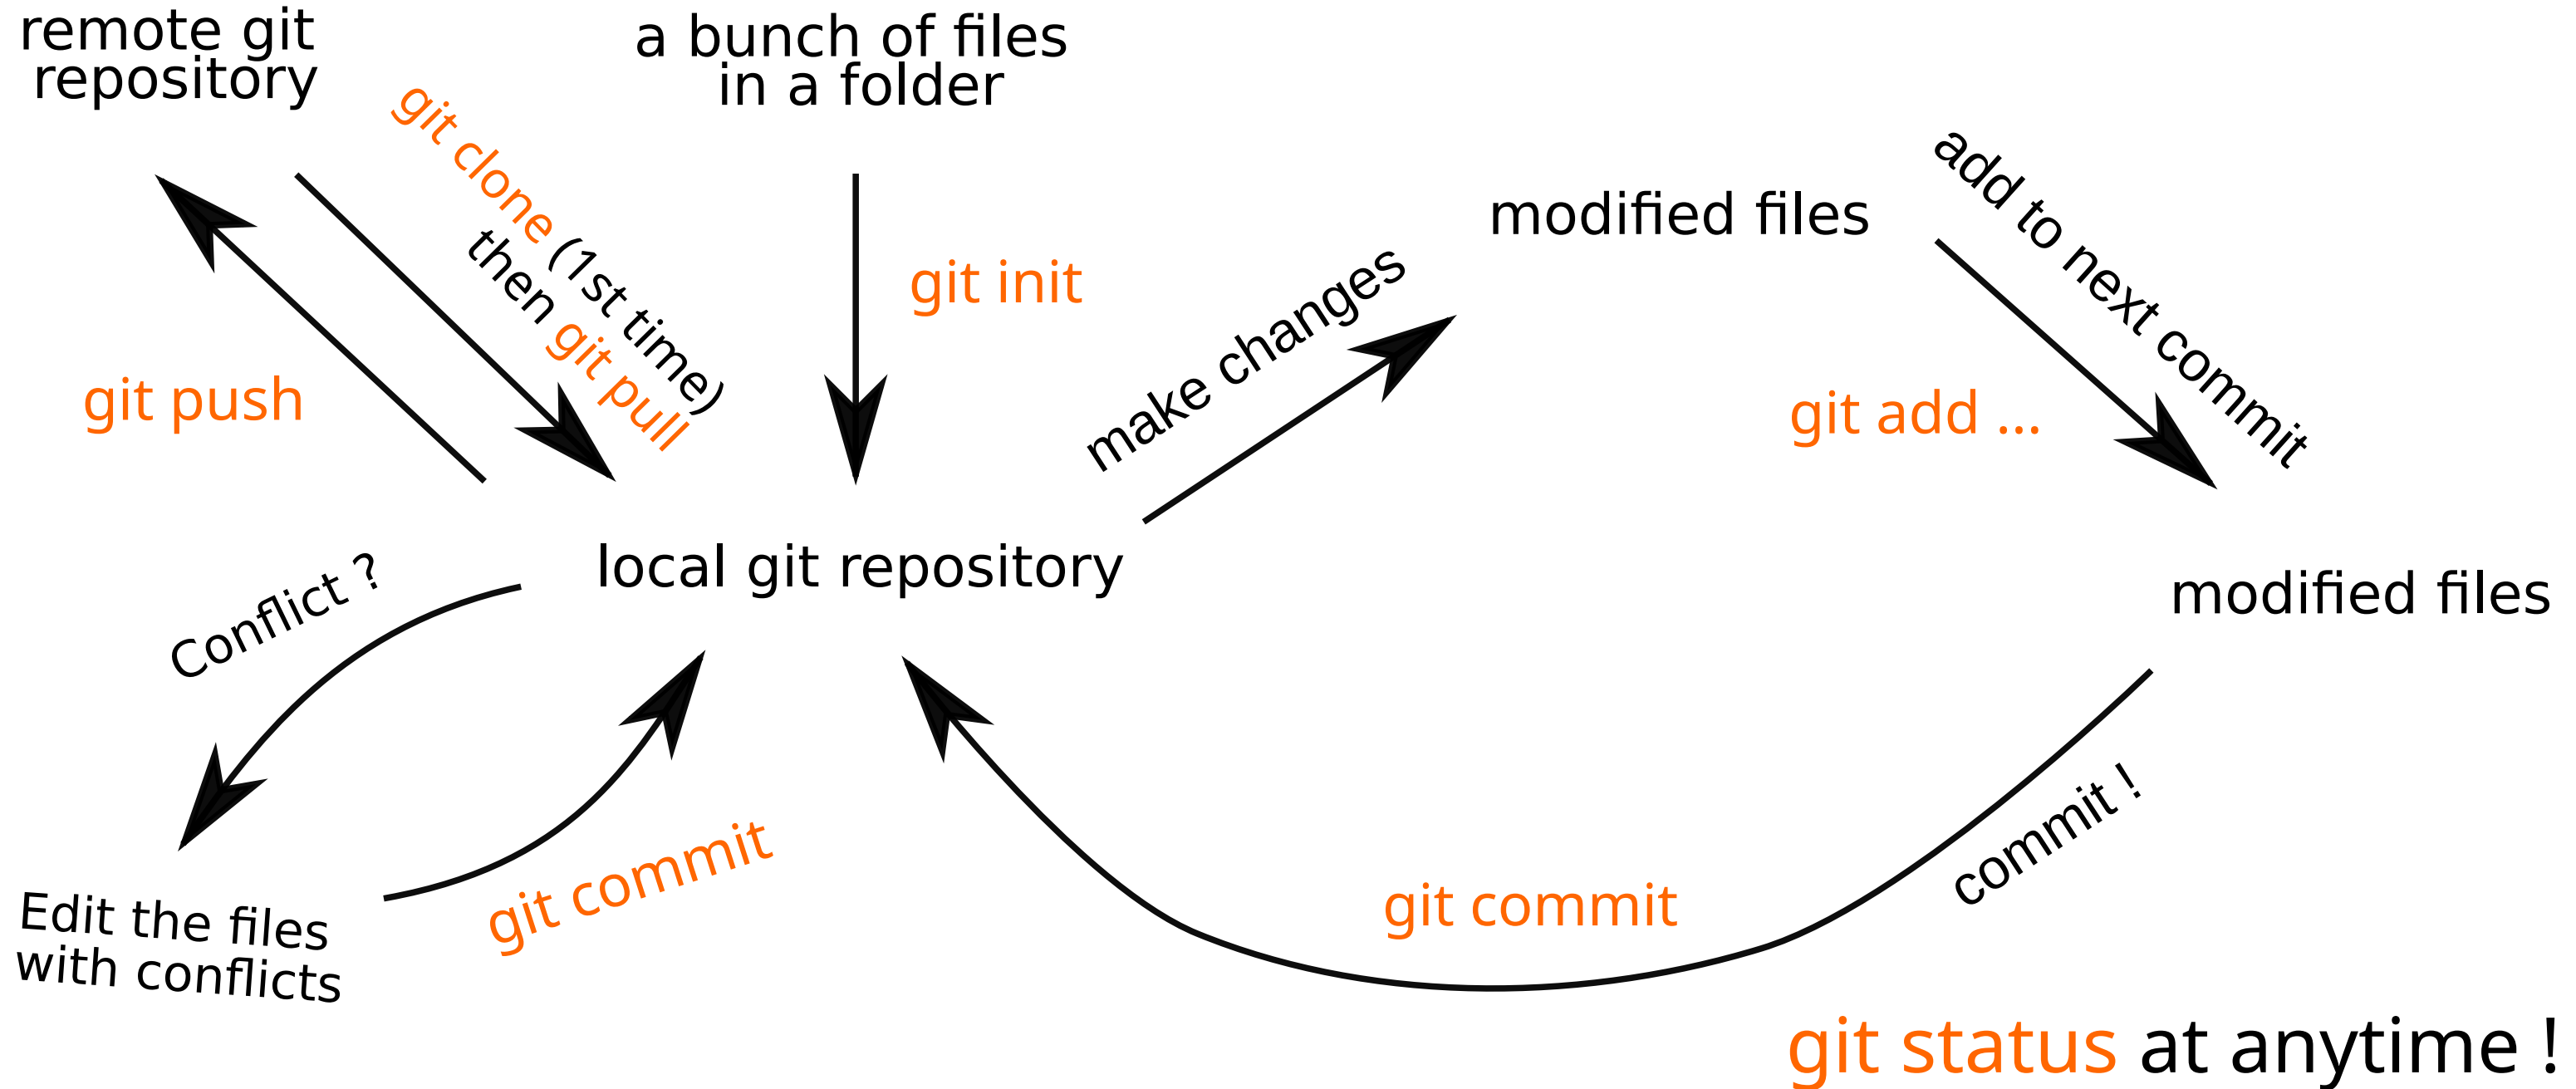 remote git
repository
a bunch of files
in a folder
git clone (1st time)
then git pull
git push
git init
make changes
modified files
add to next commit
git add ...
local git repository
modified files
Conflict ?
Edit the files
with conflicts
git commit
git commit
commit !
git status at anytime !